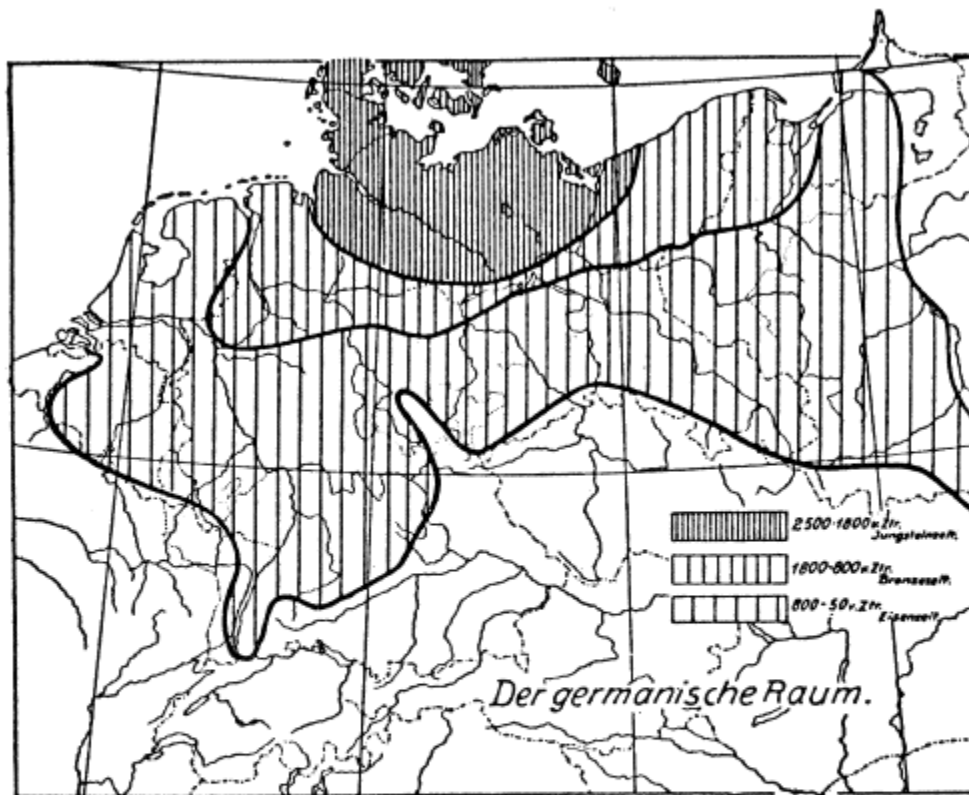 2500-1800 v. Ztr.
Jungsteinzeit.
1800-800 v. Ztr.
Bronzezeit.
800-50 v. Ztr.
Eisenzeit.
Der germanische Raum.